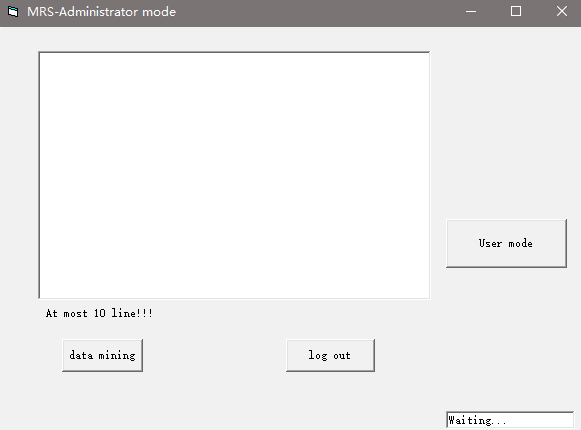 MRS-Administrator mode
User mode
At most 10 line!!!
data mining
log out
Waiting...